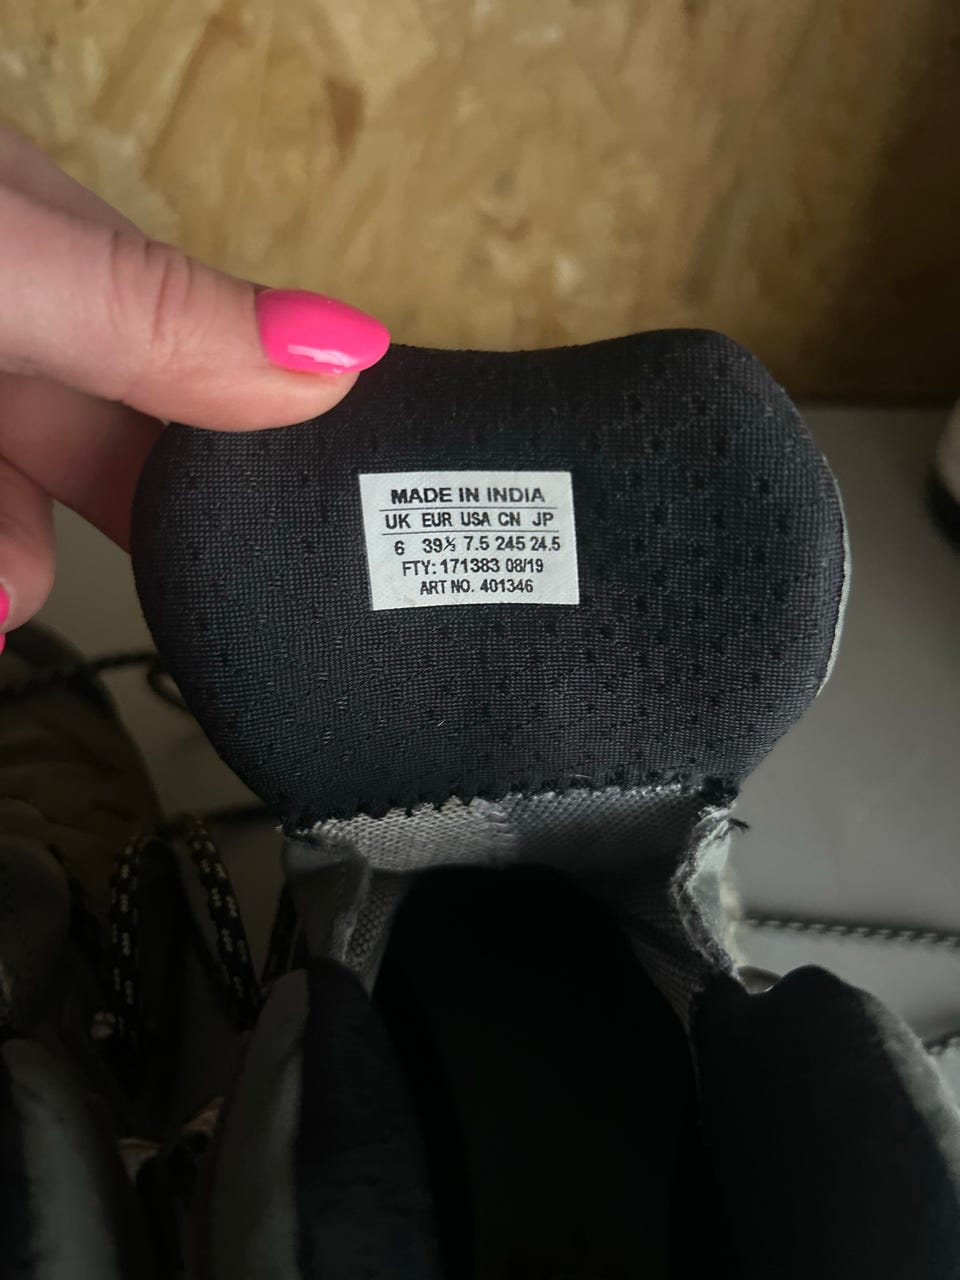 MADE IN INDIA
UK EUR USA CN JP
6 39½ 7.5 245 24.5
FTY: 171383 08/19
ART NO. 401346